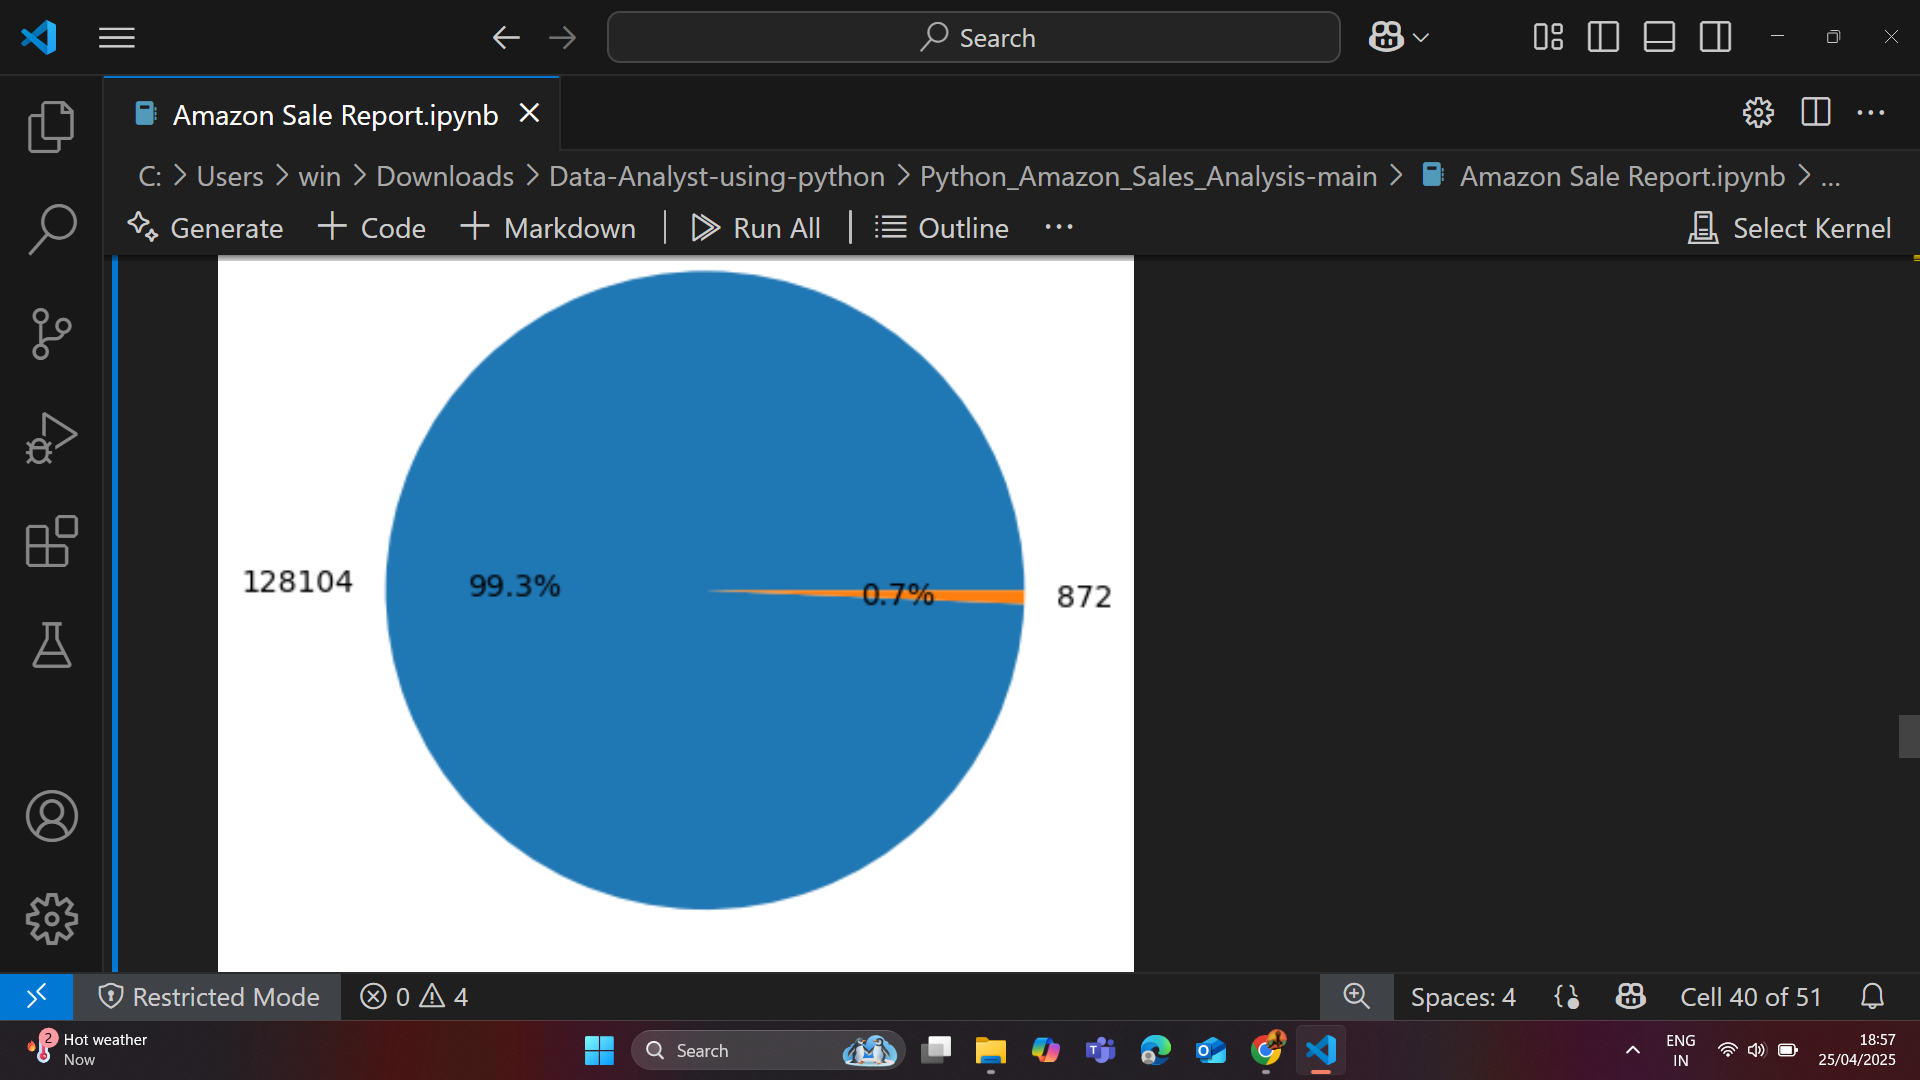 Search
Amazon Sale Report.ipynb
C: > Users > win > Downloads > Data-Analyst-using-python > Python_Amazon_Sales_Analysis-main > Amazon Sale Report.ipynb > ...
Generate + Code + Markdown Run All Outline ... Select Kernel
128104 99.3% 0.7% 872
Restricted Mode 0 4 Spaces: 4 Cell 40 of 51
2 Hot weather
Now
Search
ENG
IN
18:57
25/04/2025